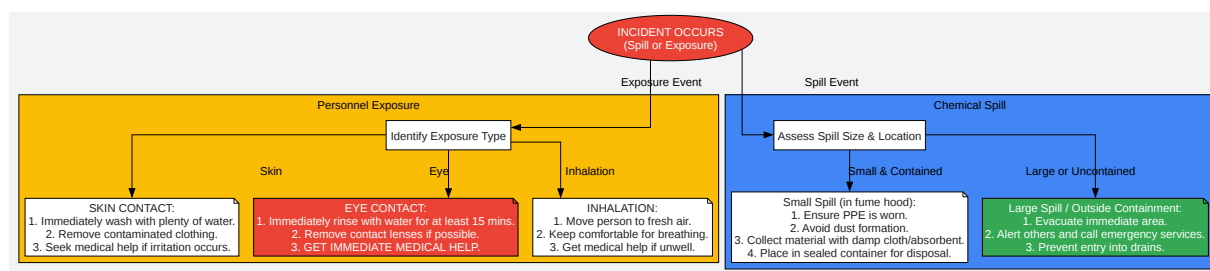 INCIDENT OCCURS
(Spill or Exposure)
Exposure Event
Spill Event
Personnel Exposure
Identify Exposure Type
Skin
Eye
Inhalation
SKIN CONTACT:
1. Immediately wash with plenty of water.
2. Remove contaminated clothing.
3. Seek medical help if irritation occurs.
EYE CONTACT:
1. Immediately rinse with water for at least 15 mins.
2. Remove contact lenses if possible.
3. GET IMMEDIATE MEDICAL HELP.
INHALATION:
1. Move person to fresh air.
2. Keep comfortable for breathing.
3. Get medical help if unwell.
Chemical Spill
Assess Spill Size & Location
Small & Contained
Large or Uncontained
Small Spill (in fume hood):
1. Ensure PPE is worn.
2. Avoid dust formation.
3. Collect material with damp cloth/absorbent.
4. Place in sealed container for disposal.
Large Spill / Outside Containment:
1. Evacuate immediate area.
2. Alert others and call emergency services.
3. Prevent entry into drains.